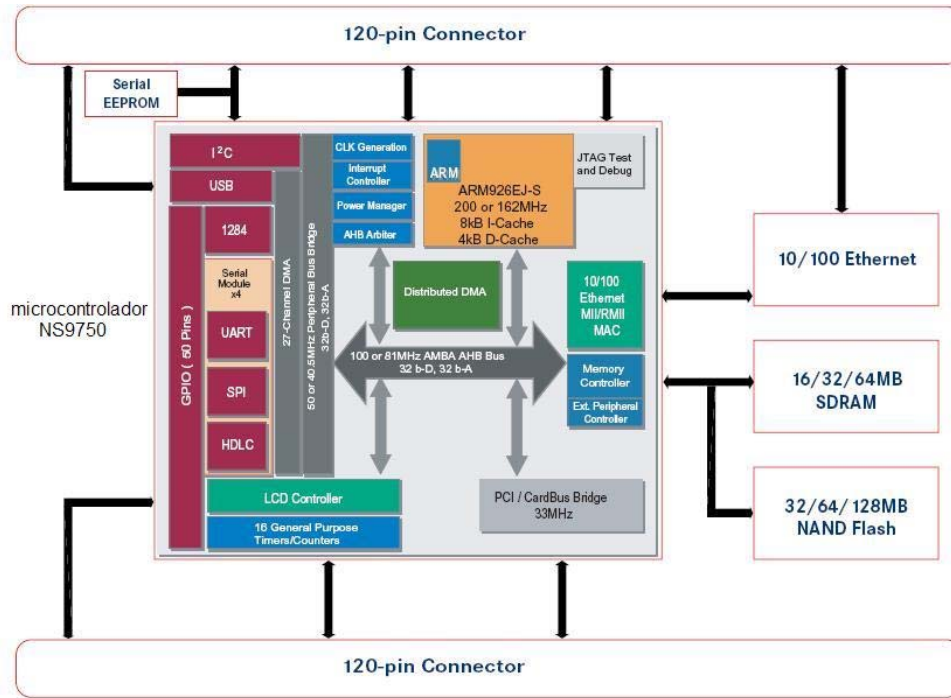 120-pin Connector
Serial
EEPROM
I²C
USB
1284
Serial
Module
x4
UART
SPI
HDLC
GPIO ( 50 Pins )
27-Channel DMA
50 or 40.5MHz Peripheral Bus Bridge
32b-D, 32b-A
CLK Generation
Interrupt
Controller
Power Manager
AHB Arbiter
ARM
ARM926EJ-S
200 or 162MHz
8kB I-Cache
4kB D-Cache
JTAG Test
and Debug
microcontrolador
NS9750
Distributed DMA
10/100
Ethernet
MII/RMII
MAC
100 or 81MHz AMBA AHB Bus
32 b-D, 32 b-A
Memory
Controller
Ext. Peripheral
Controller
LCD Controller
16 General Purpose
Timers/Counters
PCI / CardBus Bridge
33MHz
10/100 Ethernet
16/32/64MB
SDRAM
32/64/128MB
NAND Flash
120-pin Connector